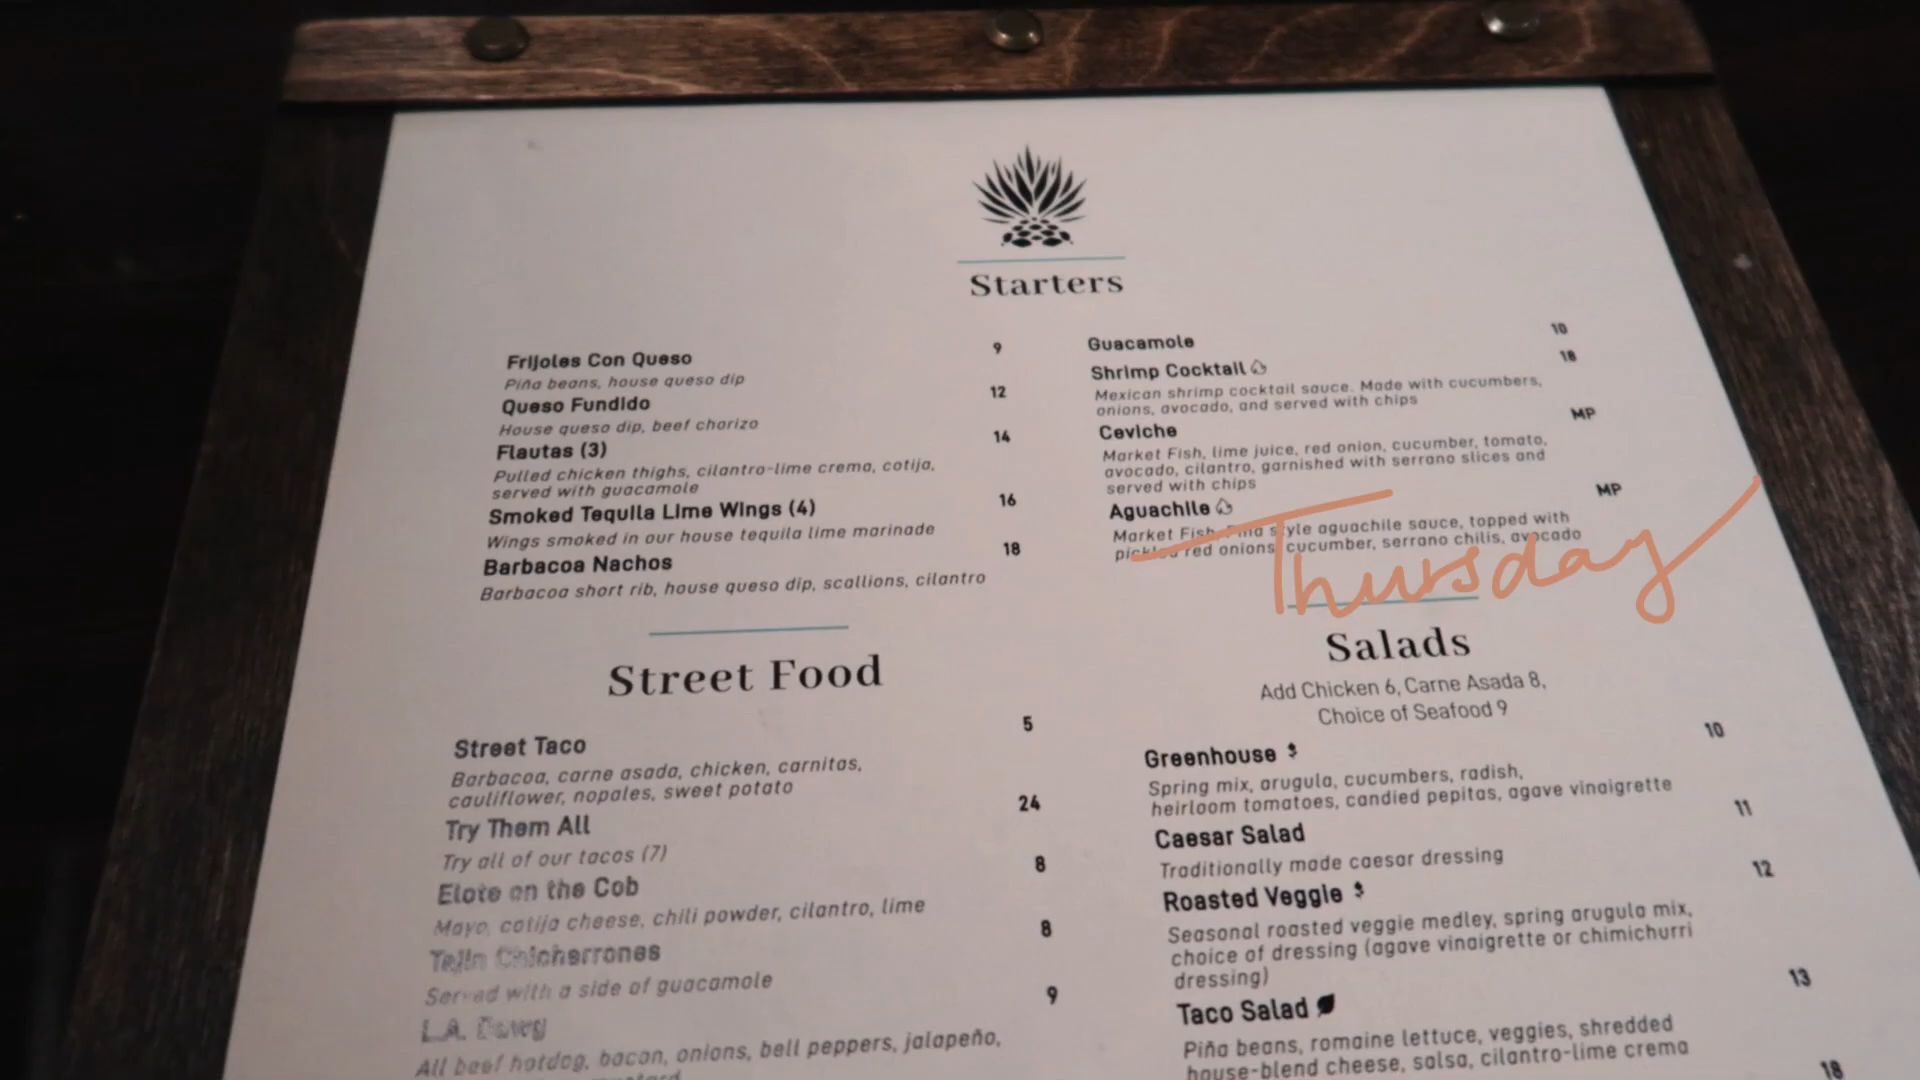 Starters
Frijoles Con Queso 9
Piña beans, house queso dip
Queso Fundido 12
House queso dip, beef chorizo
Flautas (3) 14
Pulled chicken thighs, cilantro-lime crema, cotija,
served with guacamole
Smoked Tequila Lime Wings (4) 16
Wings smoked in our house tequila lime marinade
Barbacoa Nachos 18
Barbacoa short rib, house queso dip, scallions, cilantro
Guacamole 10
Shrimp Cocktail 18
Mexican shrimp cocktail sauce. Made with cucumbers,
onions, avocado, and served with chips
Ceviche MP
Market Fish, lime juice, red onion, cucumber, tomato,
avocado, cilantro, garnished with serrano slices and
served with chips
Aguachile MP
Market Fish, Piña style aguachile sauce, topped with
pickled red onions, cucumber, serrano chilis, avocado
Thursday
Street Food
Street Taco 5
Barbacoa, carne asada, chicken, carnitas,
cauliflower, nopales, sweet potato
Try Them All 24
Try all of our tacos (7)
Elote on the Cob 8
Mayo, cotija cheese, chili powder, cilantro, lime
Tajin Chicharrones 8
Served with a side of guacamole
L.A. Dawg 9
All beef hotdog, bacon, onions, bell peppers, jalapeño,
Salads
Add Chicken 6, Carne Asada 8,
Choice of Seafood 9
Greenhouse 10
Spring mix, arugula, cucumbers, radish,
heirloom tomatoes, candied pepitas, agave vinaigrette
Caesar Salad 11
Traditionally made caesar dressing
Roasted Veggie 12
Seasonal roasted veggie medley, spring arugula mix,
choice of dressing (agave vinaigrette or chimichurri
dressing)
Taco Salad 13
Piña beans, romaine lettuce, veggies, shredded
house-blend cheese, salsa, cilantro-lime crema
18